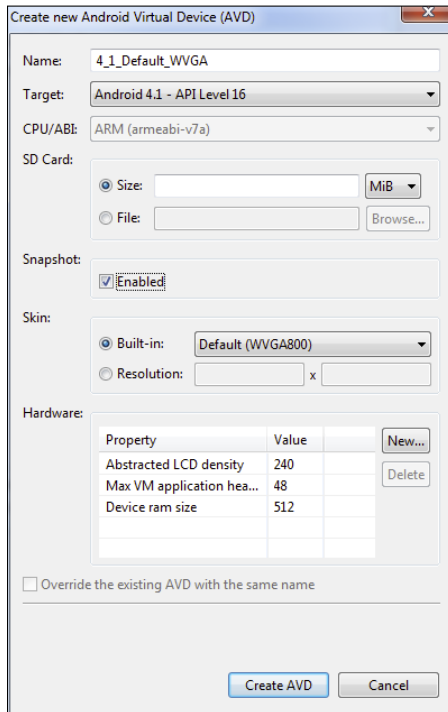 Create new Android Virtual Device (AVD)
Name: 4_1_Default_WVGA
Target: Android 4.1 - API Level 16
CPU/ABI: ARM (armeabi-v7a)
SD Card:
Size: MiB
File: Browse...
Snapshot:
Enabled
Skin:
Built-in: Default (WVGA800)
Resolution: x
Hardware:
Property Value New...
Abstracted LCD density 240 Delete
Max VM application hea... 48
Device ram size 512
Override the existing AVD with the same name
Create AVD Cancel